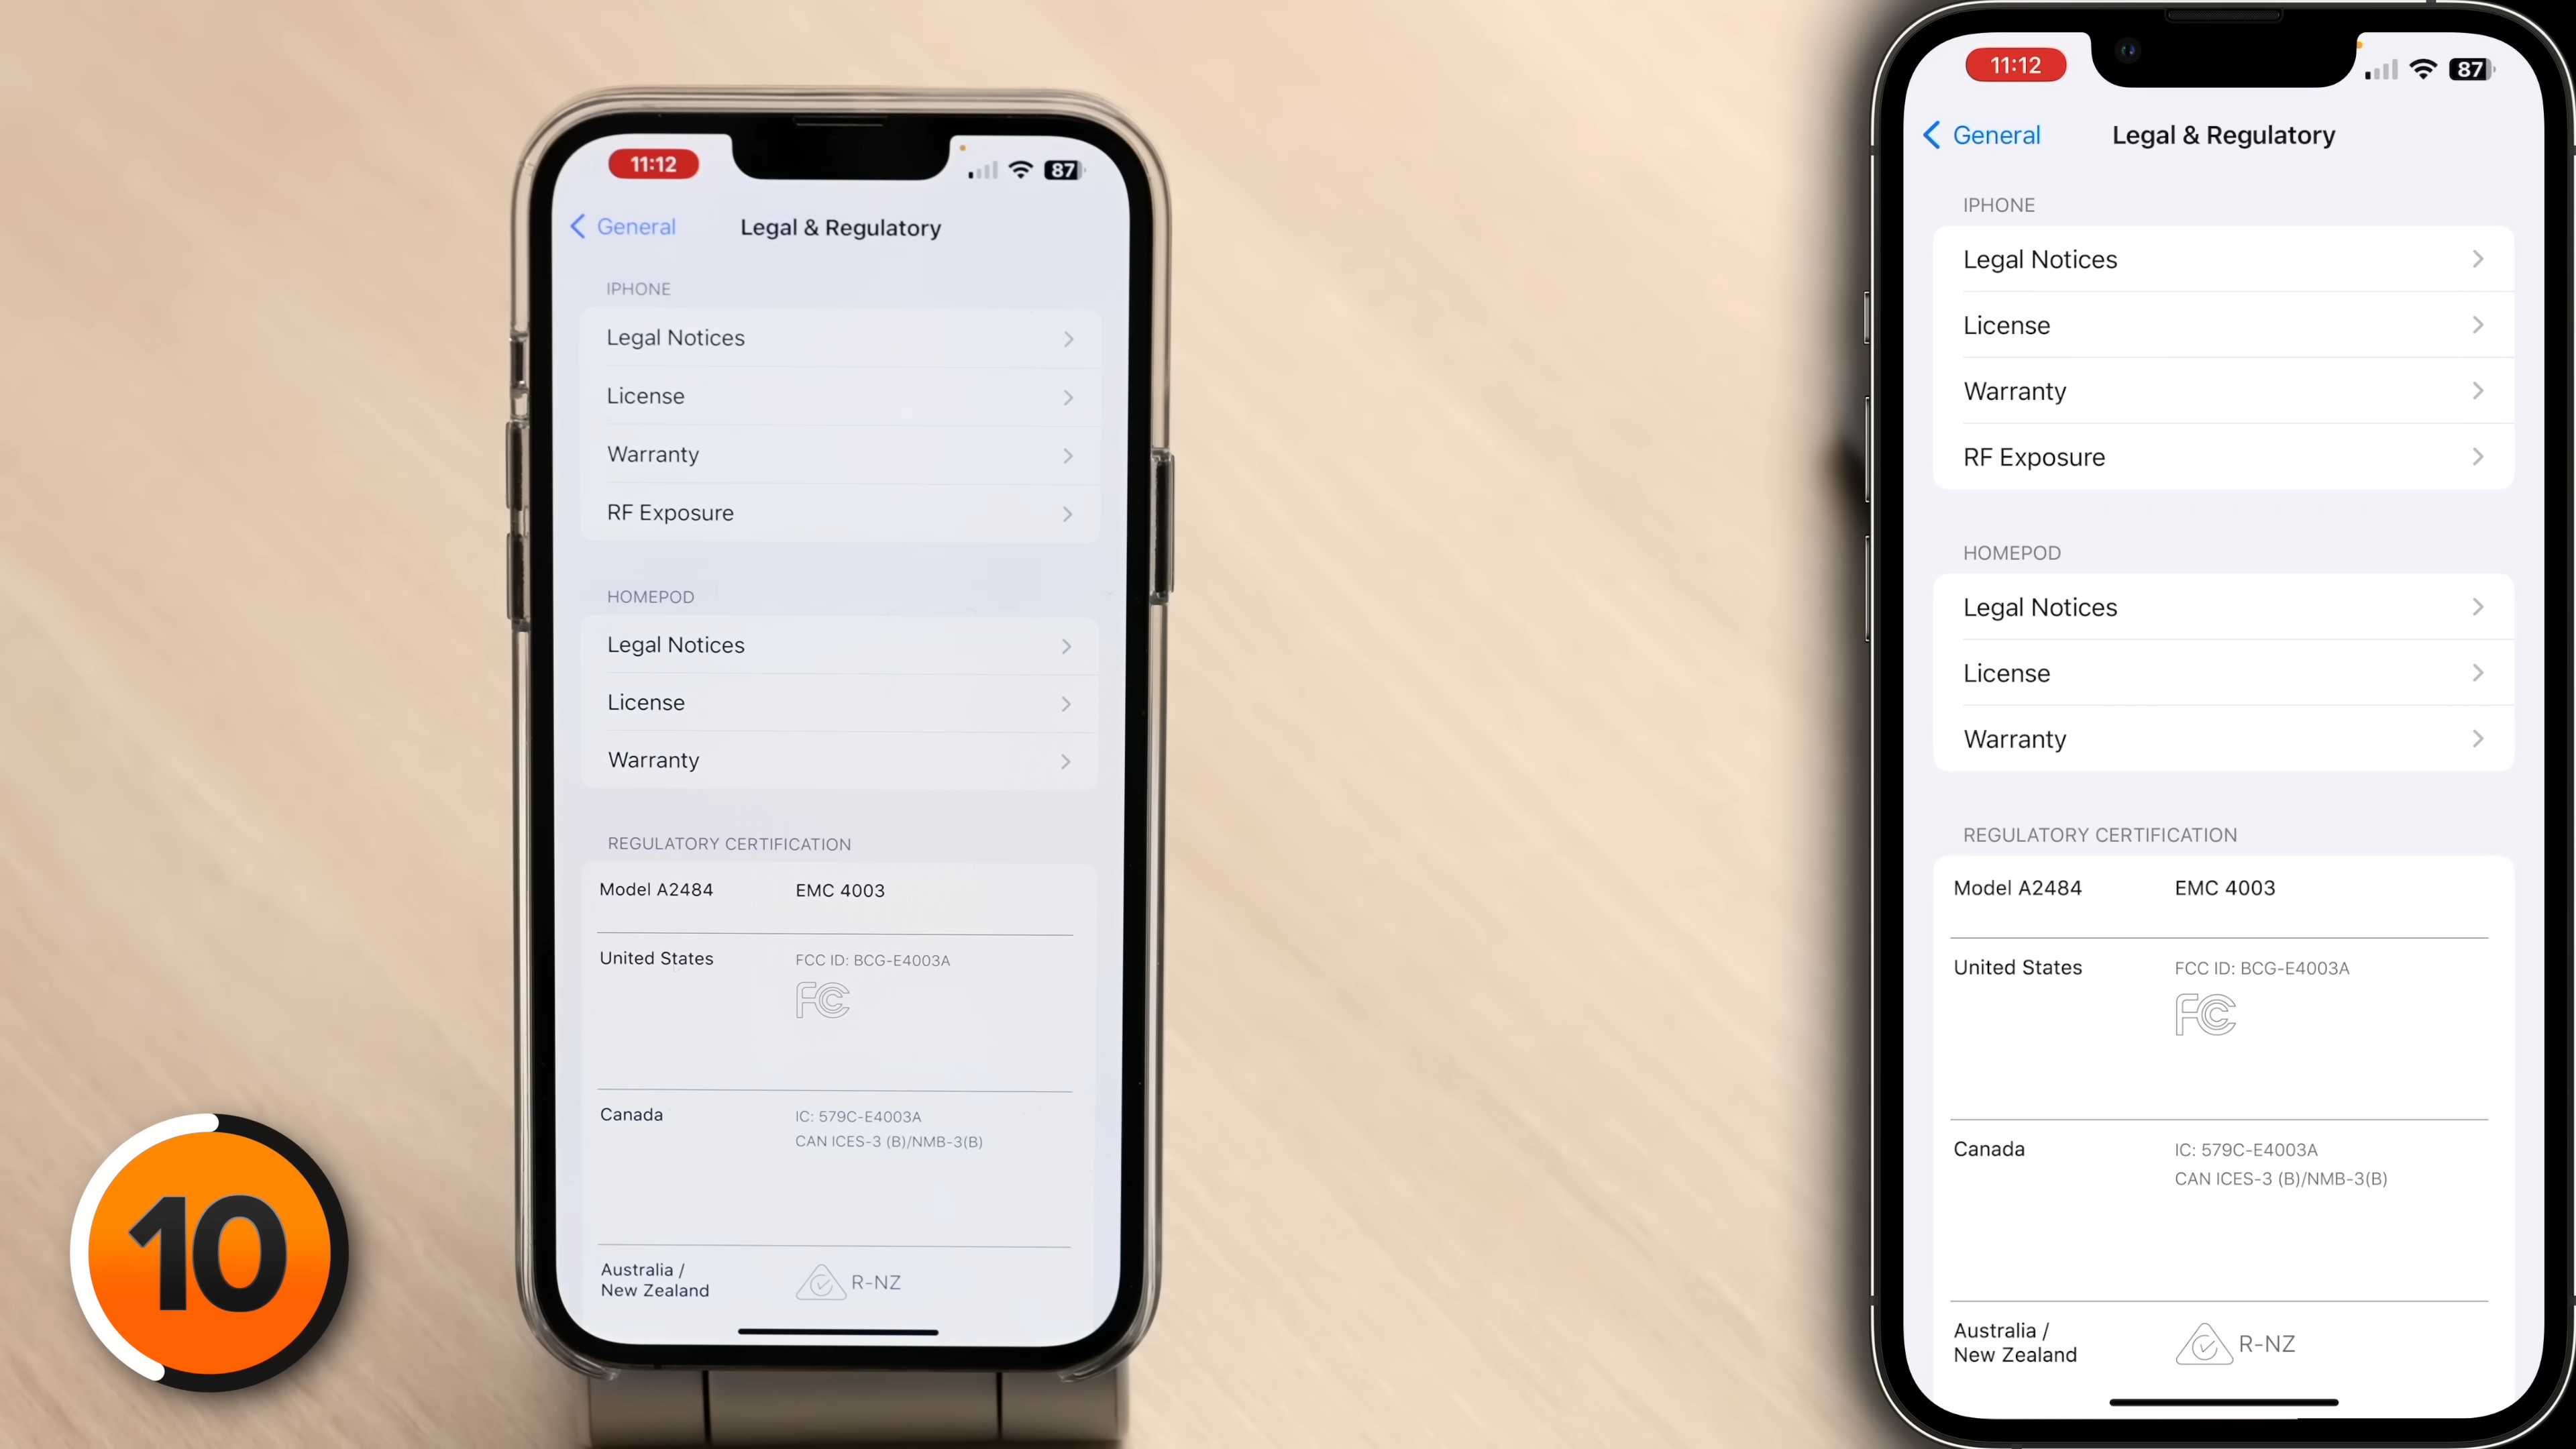 11:12
87
General
Legal & Regulatory
IPHONE
Legal Notices
License
Warranty
RF Exposure
HOMEPOD
Legal Notices
License
Warranty
REGULATORY CERTIFICATION
Model A2484 EMC 4003
United States FCC ID: BCG-E4003A
FC
Canada IC: 579C-E4003A
CAN ICES-3 (B)/NMB-3(B)
Australia /
New Zealand
R-NZ
10
11:12
87
General
Legal & Regulatory
IPHONE
Legal Notices
License
Warranty
RF Exposure
HOMEPOD
Legal Notices
License
Warranty
REGULATORY CERTIFICATION
Model A2484 EMC 4003
United States FCC ID: BCG-E4003A
FC
Canada IC: 579C-E4003A
CAN ICES-3 (B)/NMB-3(B)
Australia /
New Zealand
R-NZ